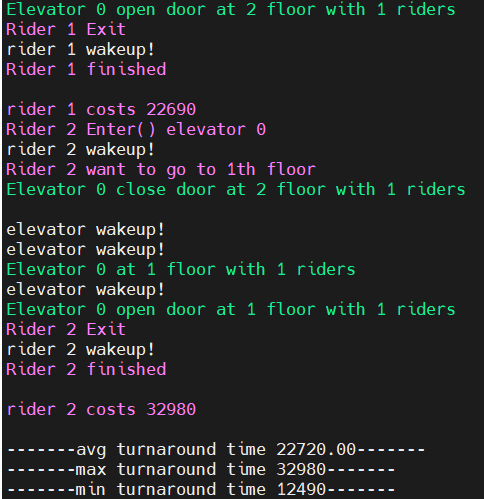 Elevator 0 open door at 2 floor with 1 riders
Rider 1 Exit
rider 1 wakeup!
Rider 1 finished
rider 1 costs 22690
Rider 2 Enter() elevator 0
rider 2 wakeup!
Rider 2 want to go to 1th floor
Elevator 0 close door at 2 floor with 1 riders
elevator wakeup!
elevator wakeup!
Elevator 0 at 1 floor with 1 riders
elevator wakeup!
Elevator 0 open door at 1 floor with 1 riders
Rider 2 Exit
rider 2 wakeup!
Rider 2 finished
rider 2 costs 32980
-------avg turnaround time 22720.00-------
-------max turnaround time 32980-------
-------min turnaround time 12490-------